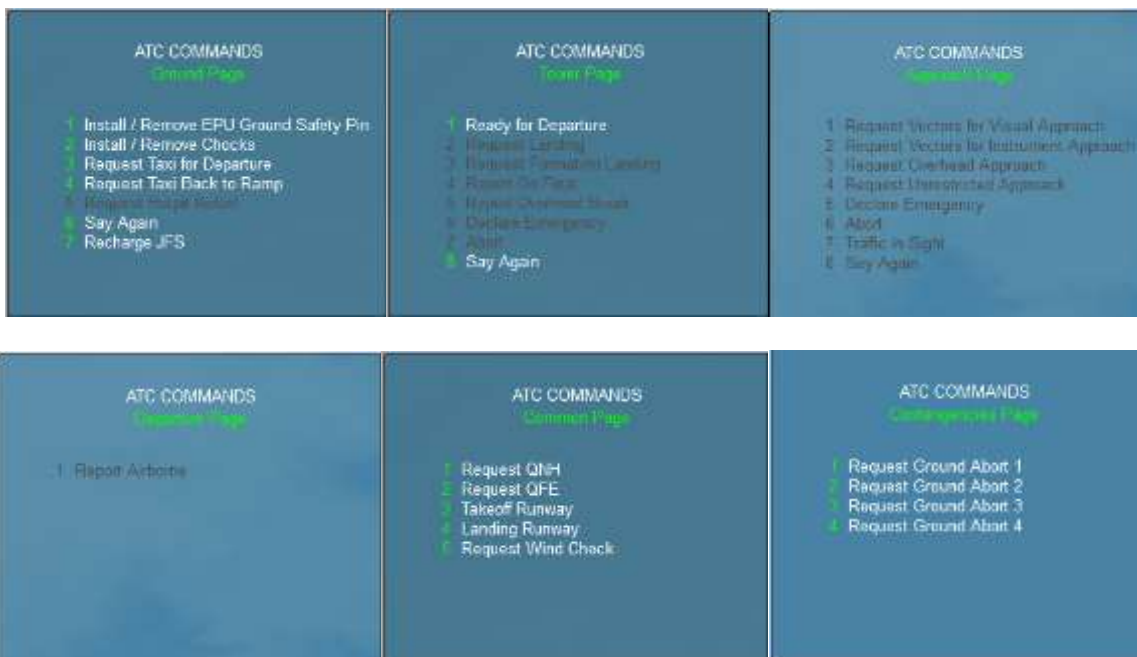 ATC COMMANDS
Ground Page
1 Install / Remove EPU Ground Safety Pin
2 Install / Remove Chocks
3 Request Taxi for Departure
4 Request Taxi Back to Ramp
5 Request
6 Say Again
7 Recharge JFS
ATC COMMANDS
Tower Page
1 Ready for Departure
2 Request Landing
3 Request Formation Landing
4 Report On Final
5 Report Overhead Break
6 Declare Emergency
7 Abort
8 Say Again
ATC COMMANDS
Approach Page
1 Request Vectors for Visual Approach
2 Request Vectors for Instrument Approach
3 Request Overhead Approach
4 Request Unrestricted Approach
5 Declare Emergency
6 Abort
7 Traffic in Sight
8 Say Again
ATC COMMANDS
Departure Page
1 Report Airborne
ATC COMMANDS
Common Page
1 Request QNH
2 Request QFE
3 Takeoff Runway
4 Landing Runway
5 Request Wind Check
ATC COMMANDS
Contingencies Page
1 Request Ground Abort 1
2 Request Ground Abort 2
3 Request Ground Abort 3
4 Request Ground Abort 4